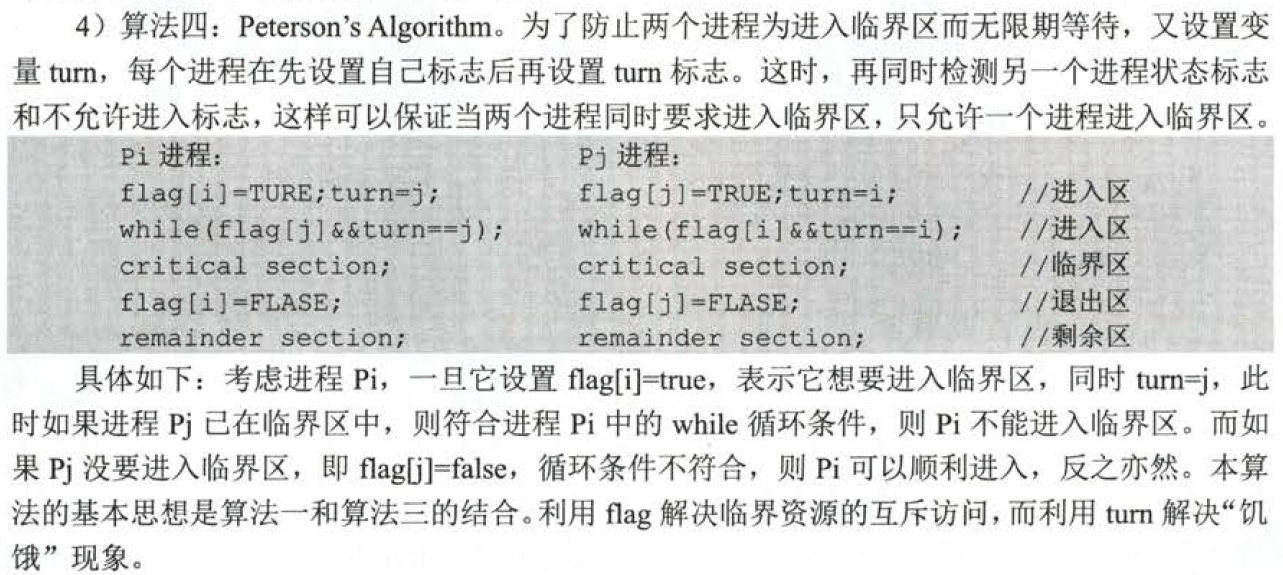 4）算法四：Peterson's Algorithm。为了防止两个进程为进入临界区而无限期等待，又设置变
量 turn，每个进程在先设置自己标志后再设置 turn 标志。这时，再同时检测另一个进程状态标志
和不允许进入标志，这样可以保证当两个进程同时要求进入临界区，只允许一个进程进入临界区。
Pi 进程： Pj 进程：
flag[i]=TURE;turn=j; flag[j]=TRUE;turn=i; //进入区
while(flag[j]&&turn==j); while(flag[i]&&turn==i); //进入区
critical section; critical section; //临界区
flag[i]=FLASE; flag[j]=FLASE; //退出区
remainder section; remainder section; //剩余区
具体如下：考虑进程 Pi，一旦它设置 flag[i]=true，表示它想要进入临界区，同时 turn=j，此
时如果进程 Pj 已在临界区中，则符合进程 Pi 中的 while 循环条件，则 Pi 不能进入临界区。而如
果 Pj 没要进入临界区，即 flag[j]=false，循环条件不符合，则 Pi 可以顺利进入，反之亦然。本算
法的基本思想是算法一和算法三的结合。利用 flag 解决临界资源的互斥访问，而利用 turn 解决“饥
饿”现象。